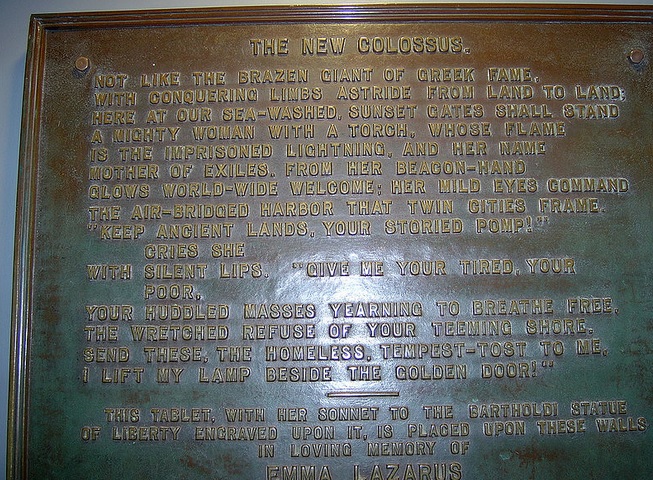 THE NEW COLOSSUS.
NOT LIKE THE BRAZEN GIANT OF GREEK FAME,
WITH CONQUERING LIMBS ASTRIDE FROM LAND TO LAND;
HERE AT OUR SEA-WASHED, SUNSET GATES SHALL STAND
A MIGHTY WOMAN WITH A TORCH, WHOSE FLAME
IS THE IMPRISONED LIGHTNING, AND HER NAME
MOTHER OF EXILES. FROM HER BEACON-HAND
GLOWS WORLD-WIDE WELCOME; HER MILD EYES COMMAND
THE AIR-BRIDGED HARBOR THAT TWIN CITIES FRAME.
"KEEP ANCIENT LANDS, YOUR STORIED POMP!"
CRIES SHE
WITH SILENT LIPS. "GIVE ME YOUR TIRED, YOUR
POOR,
YOUR HUDDLED MASSES YEARNING TO BREATHE FREE,
THE WRETCHED REFUSE OF YOUR TEEMING SHORE.
SEND THESE, THE HOMELESS, TEMPEST-TOST TO ME,
I LIFT MY LAMP BESIDE THE GOLDEN DOOR!"
THIS TABLET, WITH HER SONNET TO THE BARTHOLDI STATUE
OF LIBERTY ENGRAVED UPON IT, IS PLACED UPON THESE WALLS
IN LOVING MEMORY OF
EMMA LAZARUS